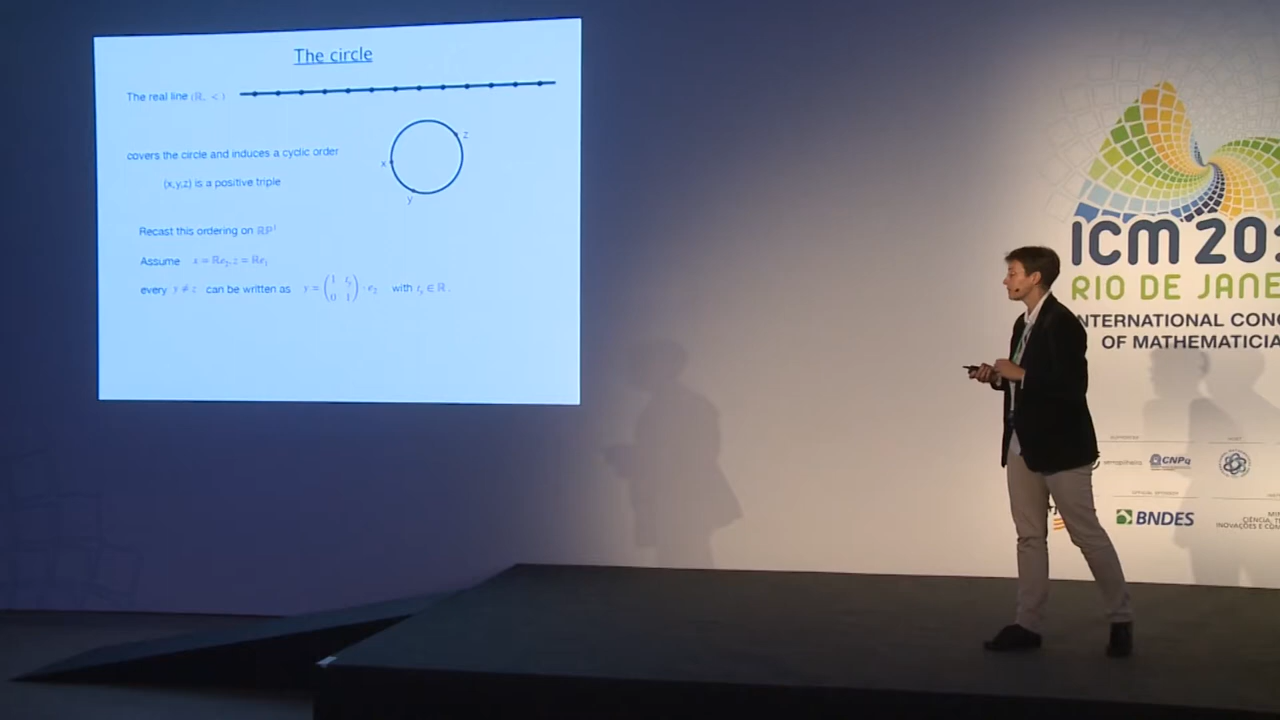 The circle
The real line (ℝ, <)
covers the circle and induces a cyclic order
(x,y,z) is a positive triple
x
y
z
Recast this ordering on ℝP¹
Assume x = ℝe₂, z = ℝe₁
every y ≠ z can be written as y = (1 t_y; 0 1) · e₂ with t_y ∈ ℝ.
ICM 201
RIO DE JANE
INTERNATIONAL CONG
OF MATHEMATICIA
CNPq
BNDES